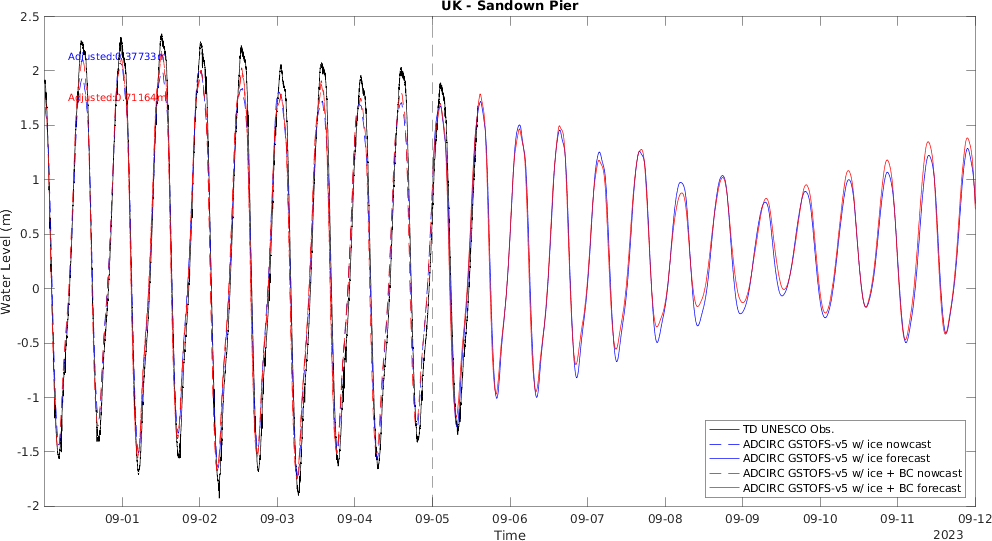 UK - Sandown Pier
Water Level (m)
2.5
2
1.5
1
0.5
0
-0.5
-1
-1.5
-2
Adjusted:0.37733m
Adjusted:0.71164m
TD UNESCO Obs.
ADCIRC GSTOFS-v5 w/ ice nowcast
ADCIRC GSTOFS-v5 w/ ice forecast
ADCIRC GSTOFS-v5 w/ ice + BC nowcast
ADCIRC GSTOFS-v5 w/ ice + BC forecast
09-01 09-02 09-03 09-04 09-05 09-06 09-07 09-08 09-09 09-10 09-11 09-12
Time
2023